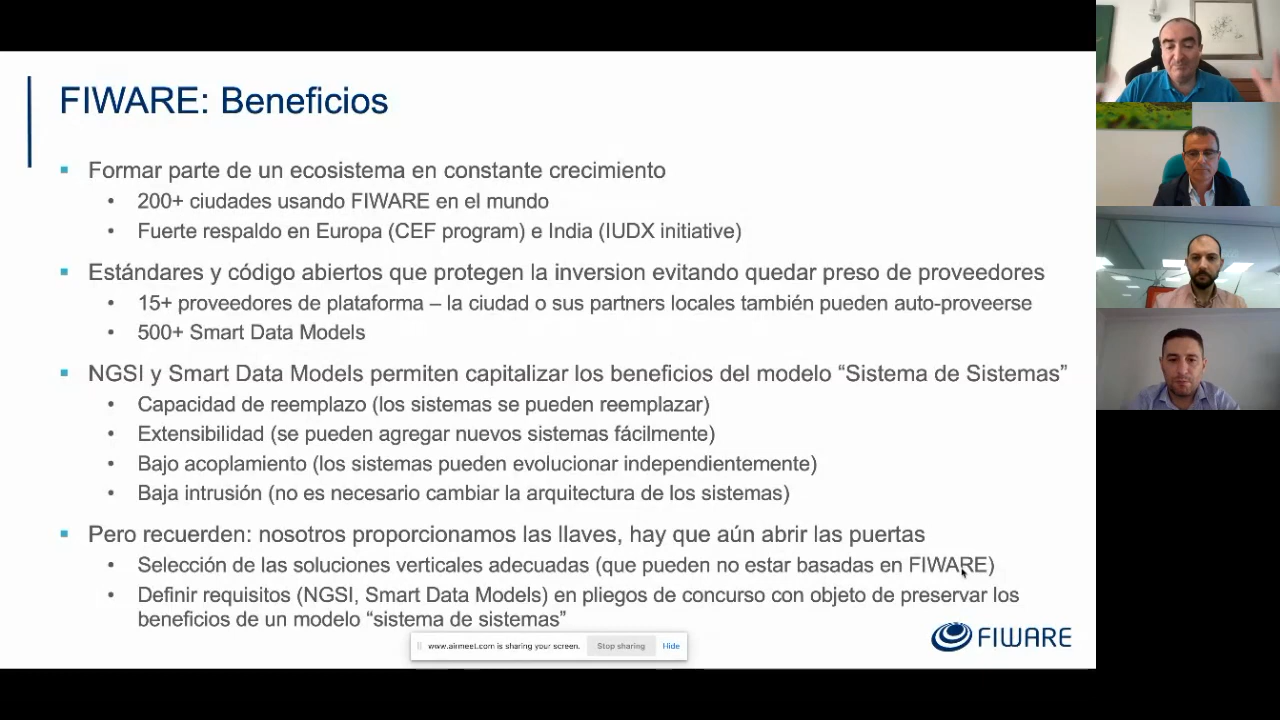 FIWARE: Beneficios
▪ Formar parte de un ecosistema en constante crecimiento
• 200+ ciudades usando FIWARE en el mundo
• Fuerte respaldo en Europa (CEF program) e India (IUDX initiative)
▪ Estándares y código abiertos que protegen la inversion evitando quedar preso de proveedores
• 15+ proveedores de plataforma – la ciudad o sus partners locales también pueden auto-proveerse
• 500+ Smart Data Models
▪ NGSI y Smart Data Models permiten capitalizar los beneficios del modelo “Sistema de Sistemas”
• Capacidad de reemplazo (los sistemas se pueden reemplazar)
• Extensibilidad (se pueden agregar nuevos sistemas fácilmente)
• Bajo acoplamiento (los sistemas pueden evolucionar independientemente)
• Baja intrusión (no es necesario cambiar la arquitectura de los sistemas)
▪ Pero recuerden: nosotros proporcionamos las llaves, hay que aún abrir las puertas
• Selección de las soluciones verticales adecuadas (que pueden no estar basadas en FIWARE)
• Definir requisitos (NGSI, Smart Data Models) en pliegos de concurso con objeto de preservar los
beneficios de un modelo “sistema de sistemas”
www.airmeet.com is sharing your screen. Stop sharing Hide
FIWARE